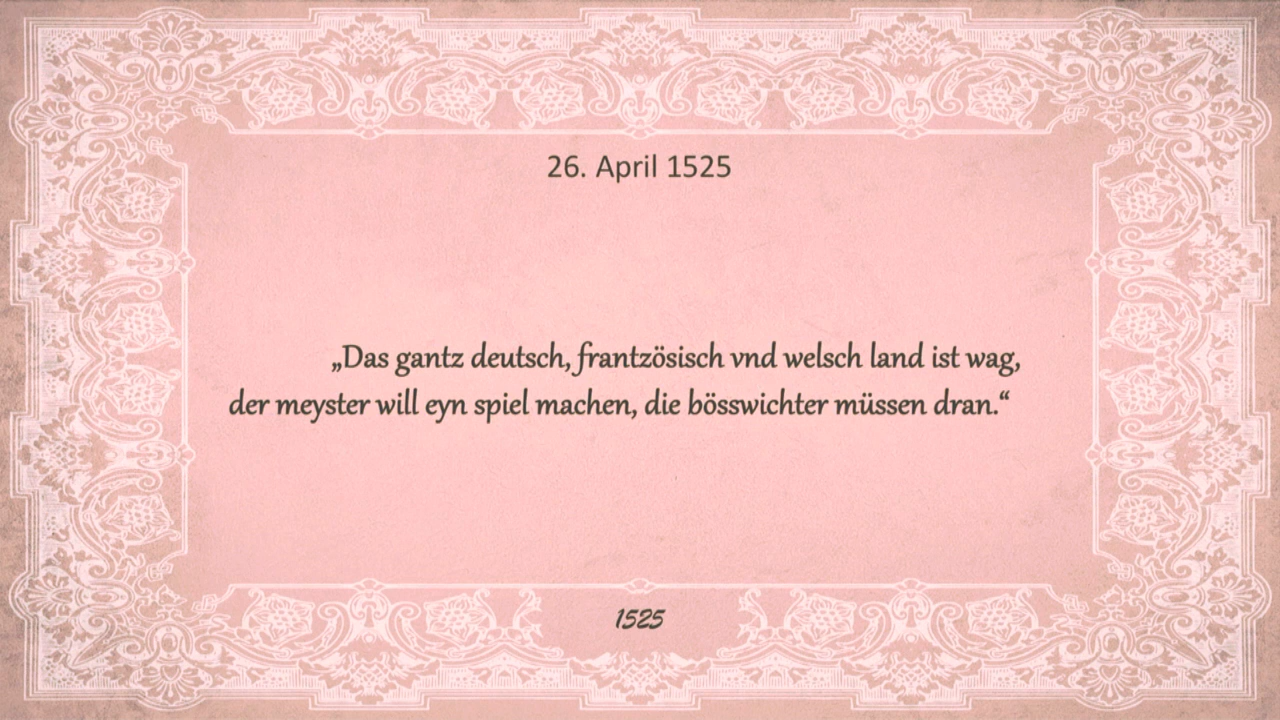 26. April 1525
„Das gantz deutsch, frantzösisch vnd welsch land ist wag,
der meyster will eyn spiel machen, die bösswichter müssen dran.“
1525